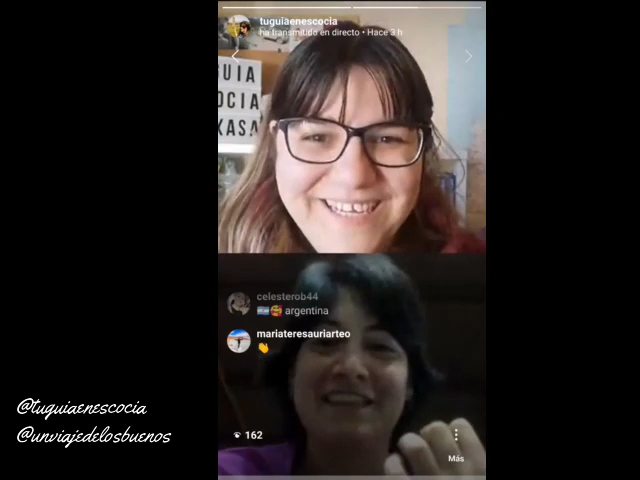 tuguiaenescocia
ha transmitido en directo • Hace 3 h
UIA
OCIA
KASA
celesterob44
🇦🇷🥰 argentina
mariateresauriarteo
👏
162
Más
@tuguiaenescocia
@unviajedelosbuenos